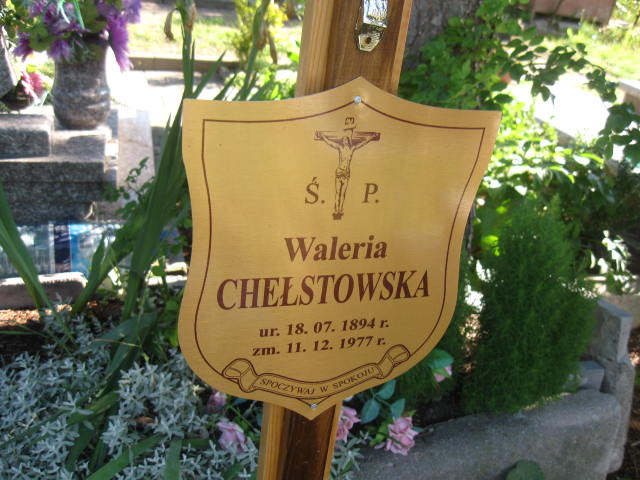 Ś. P.
Waleria
CHEŁSTOWSKA
ur. 18. 07. 1894 r.
zm. 11. 12. 1977 r.
SPOCZYWAJ W SPOKOJU